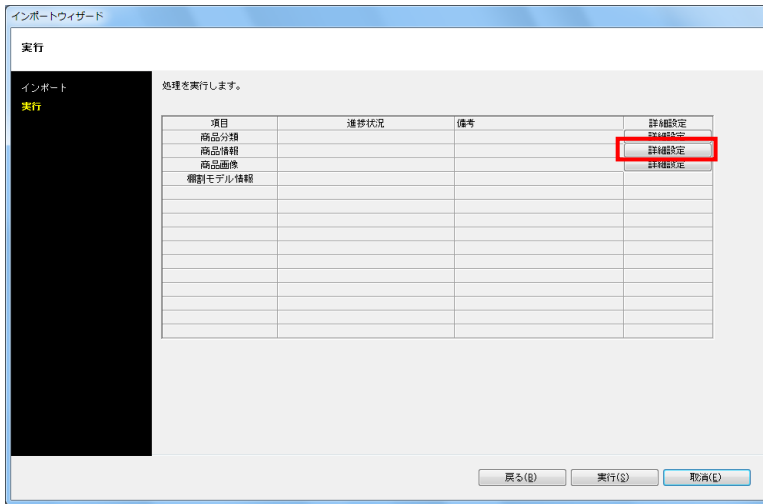 インポートウィザード
実行
インポート
実行
処理を実行します。
項目 進捗状況 備考 詳細設定
商品分類 詳細設定
商品情報 詳細設定
商品画像 詳細設定
棚割モデル情報
戻る(B) 実行(S) 取消(E)